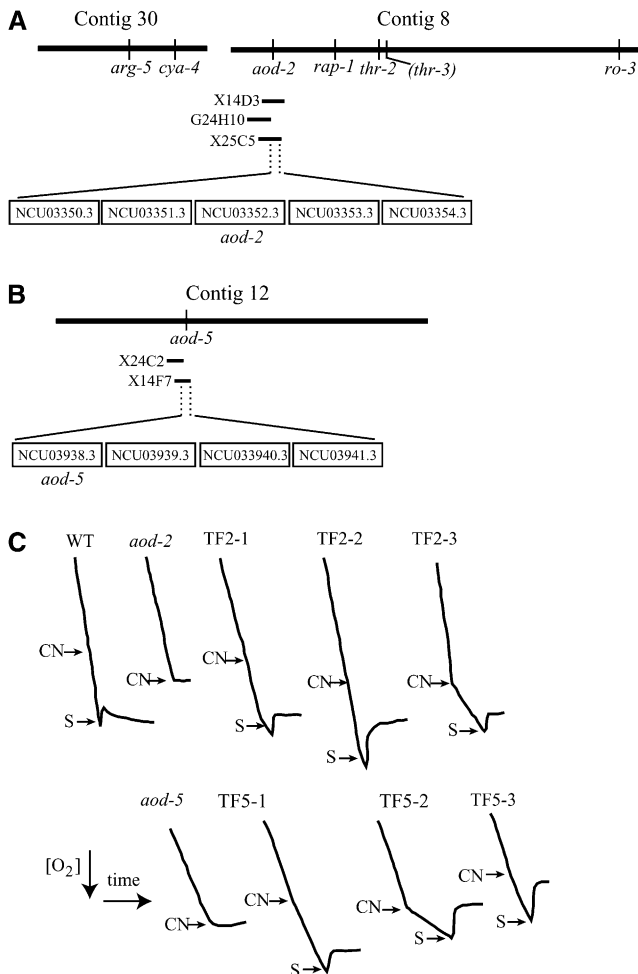 A
Contig 30
Contig 8
arg-5 cya-4
aod-2 rap-1 thr-2 (thr-3) ro-3
X14D3
G24H10
X25C5
NCU03350.3 NCU03351.3 NCU03352.3 NCU03353.3 NCU03354.3
aod-2
B
Contig 12
aod-5
X24C2
X14F7
NCU03938.3 NCU03939.3 NCU033940.3 NCU03941.3
aod-5
C
WT aod-2 TF2-1 TF2-2 TF2-3
CN CN CN CN CN
S S S S
aod-5 TF5-1 TF5-2 TF5-3
[O2] time
CN CN CN CN
S S S